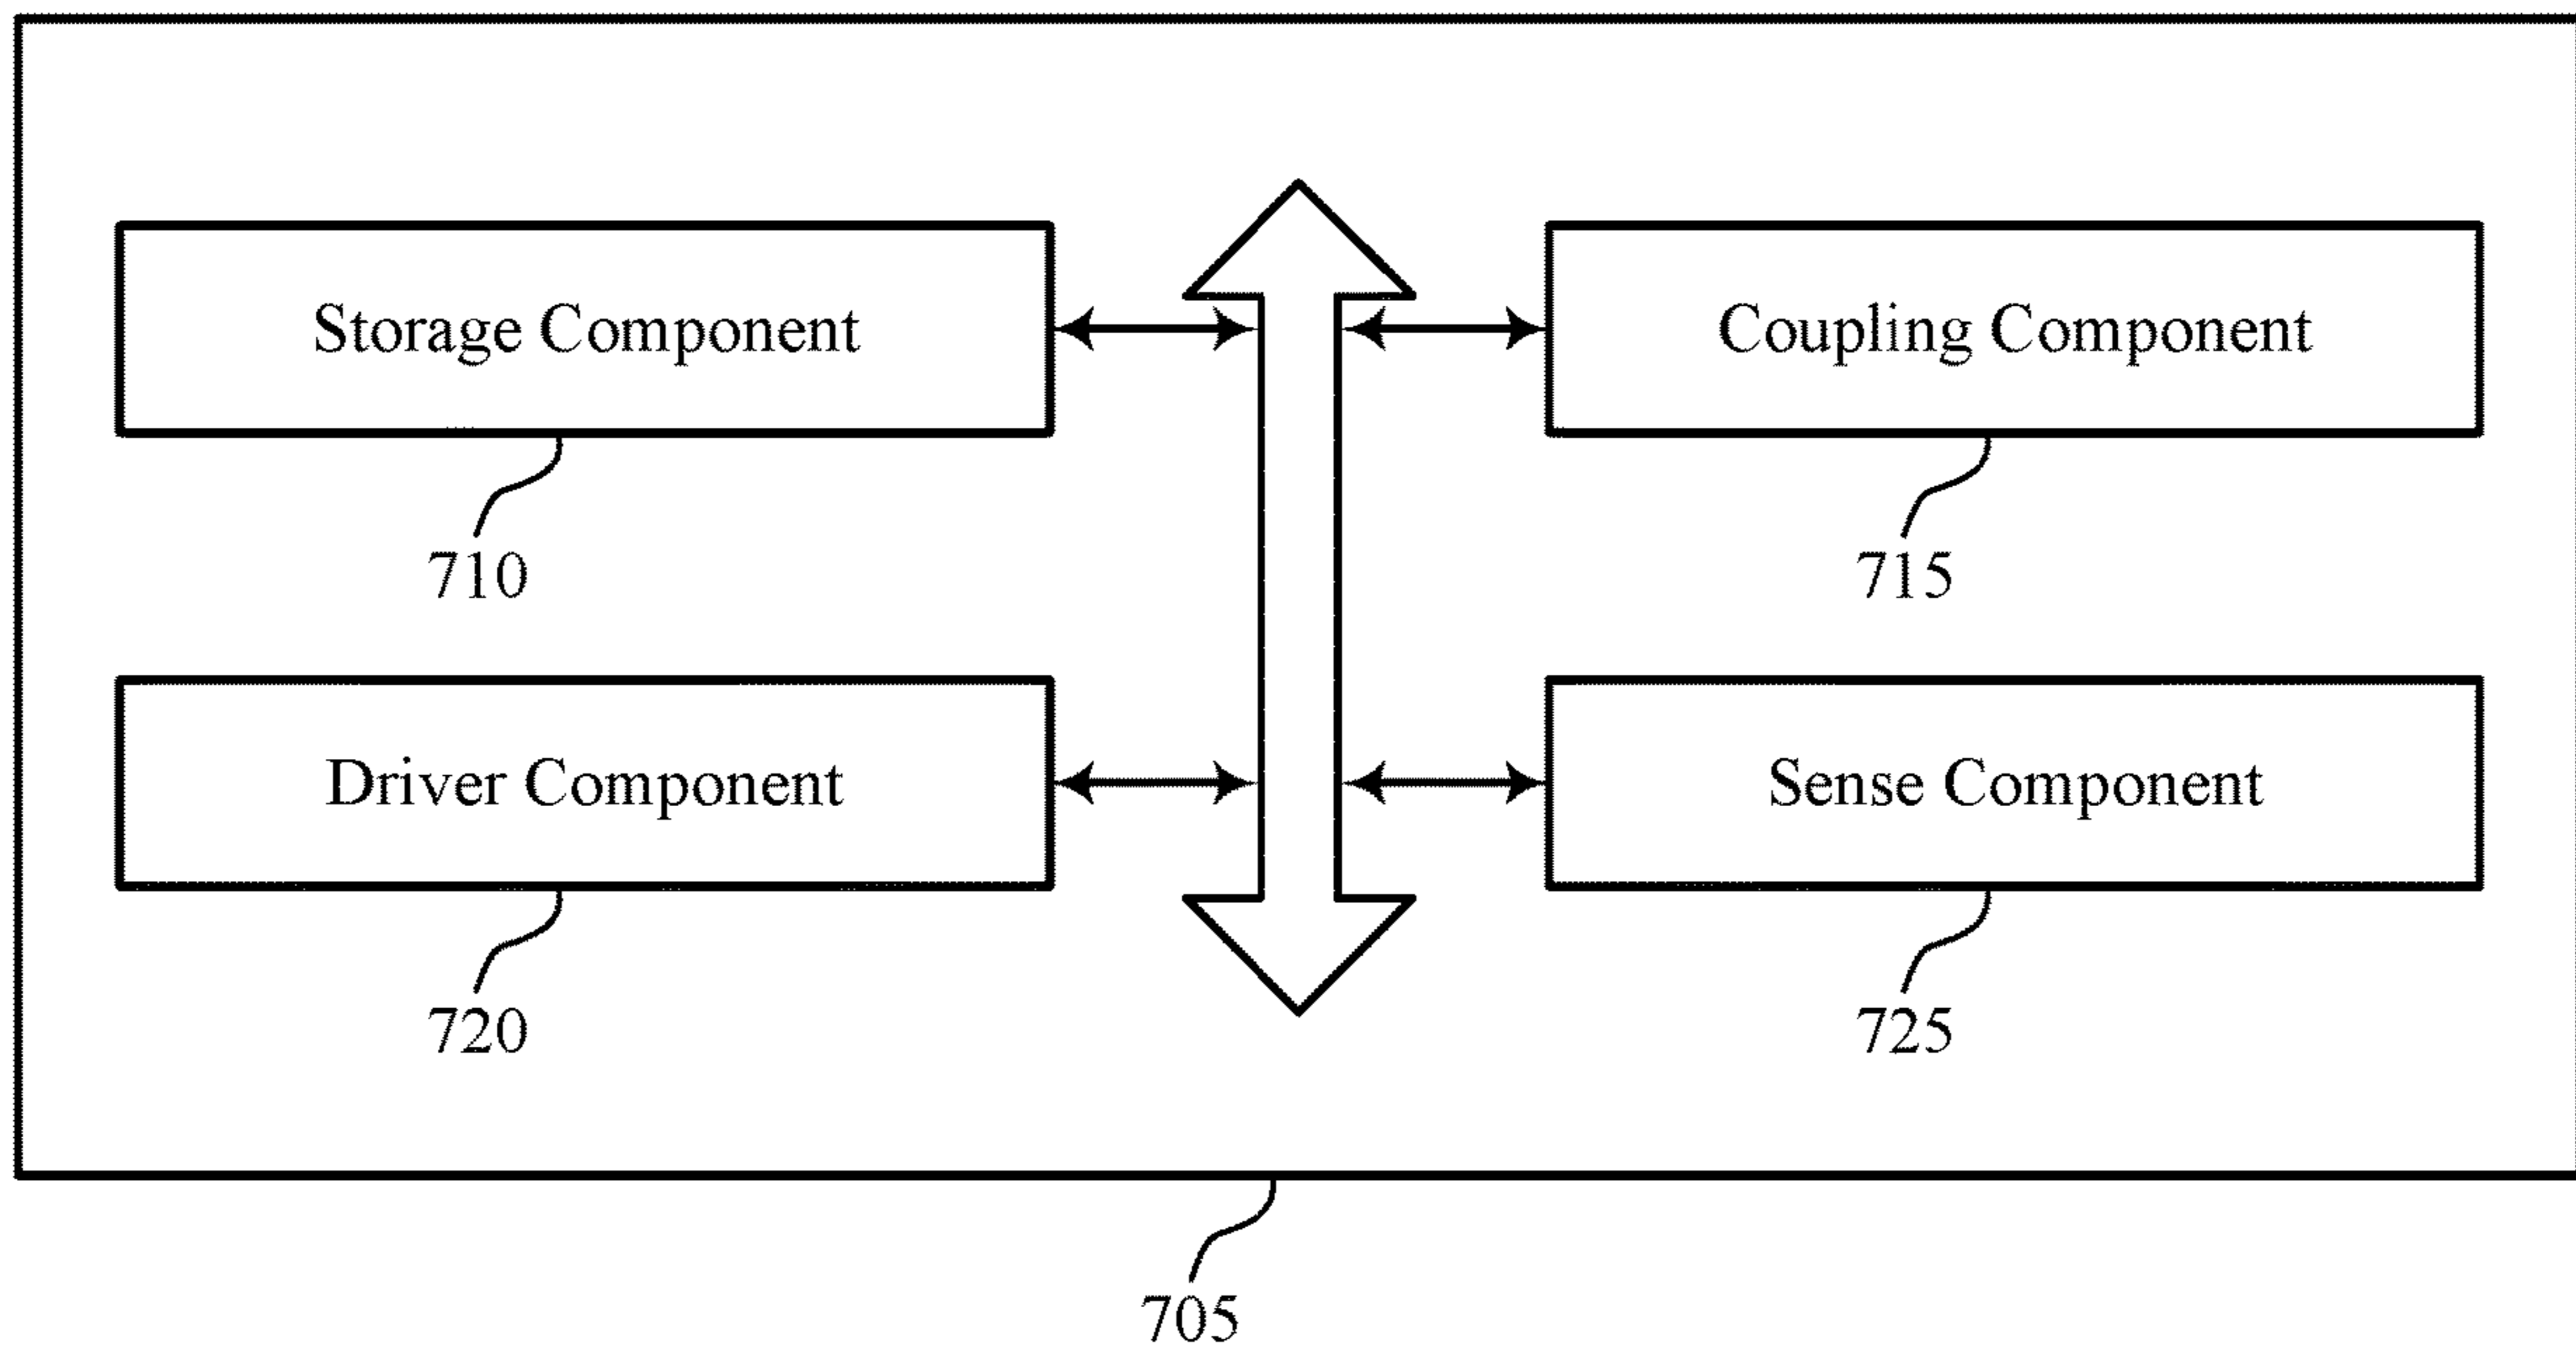 Storage Component
Coupling Component
710
715
Driver Component
Sense Component
720
725
705